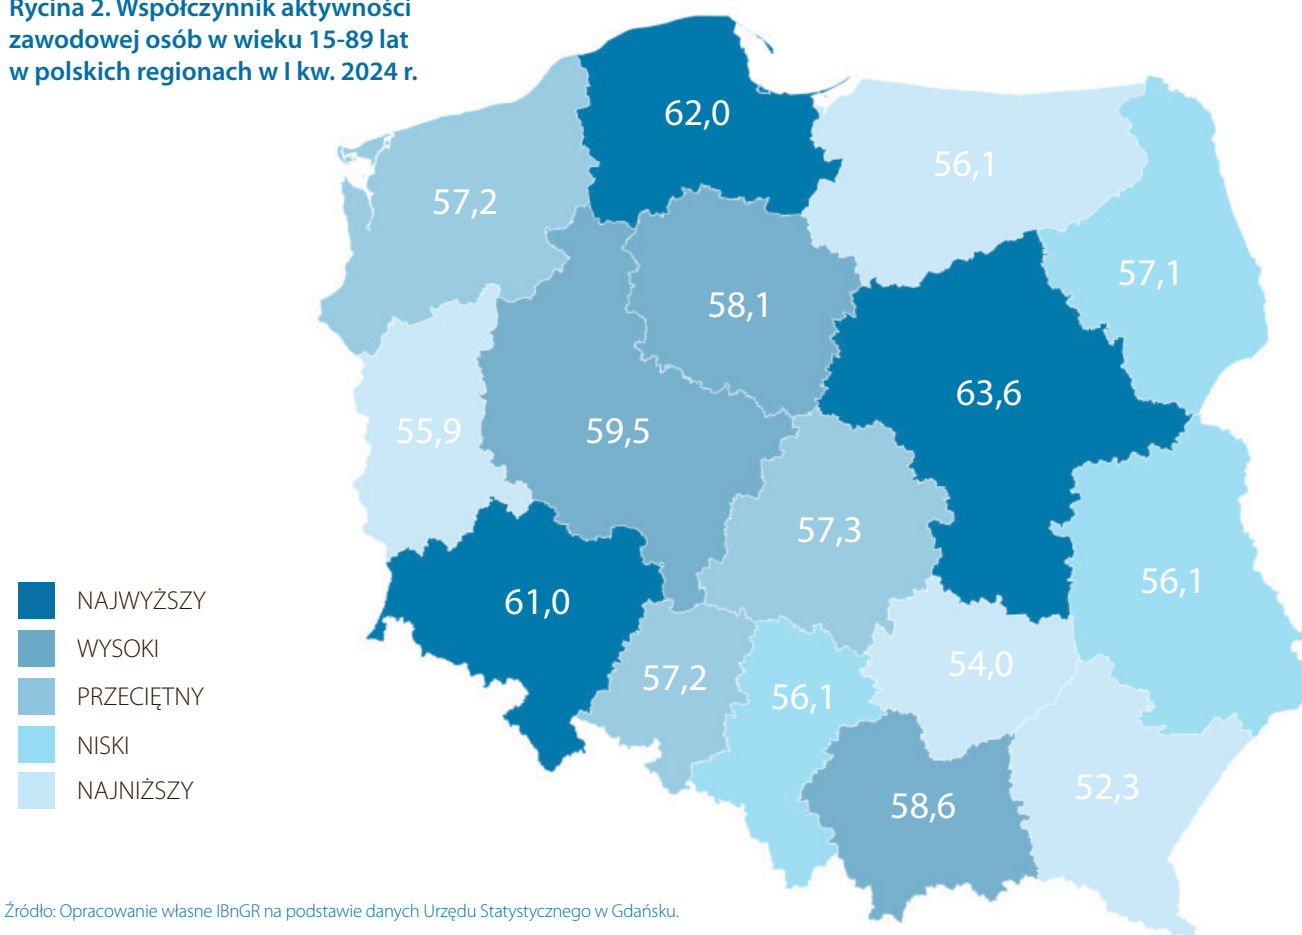 Rycina 2. Współczynnik aktywności
zawodowej osób w wieku 15-89 lat
w polskich regionach w I kw. 2024 r.
62,0
56,1
57,2
57,1
58,1
63,6
55,9
59,5
57,3
56,1
61,0
54,0
57,2
56,1
52,3
58,6
NAJWYŻSZY
WYSOKI
PRZECIĘTNY
NISKI
NAJNIŻSZY
Źródło: Opracowanie własne IBnGR na podstawie danych Urzędu Statystycznego w Gdańsku.